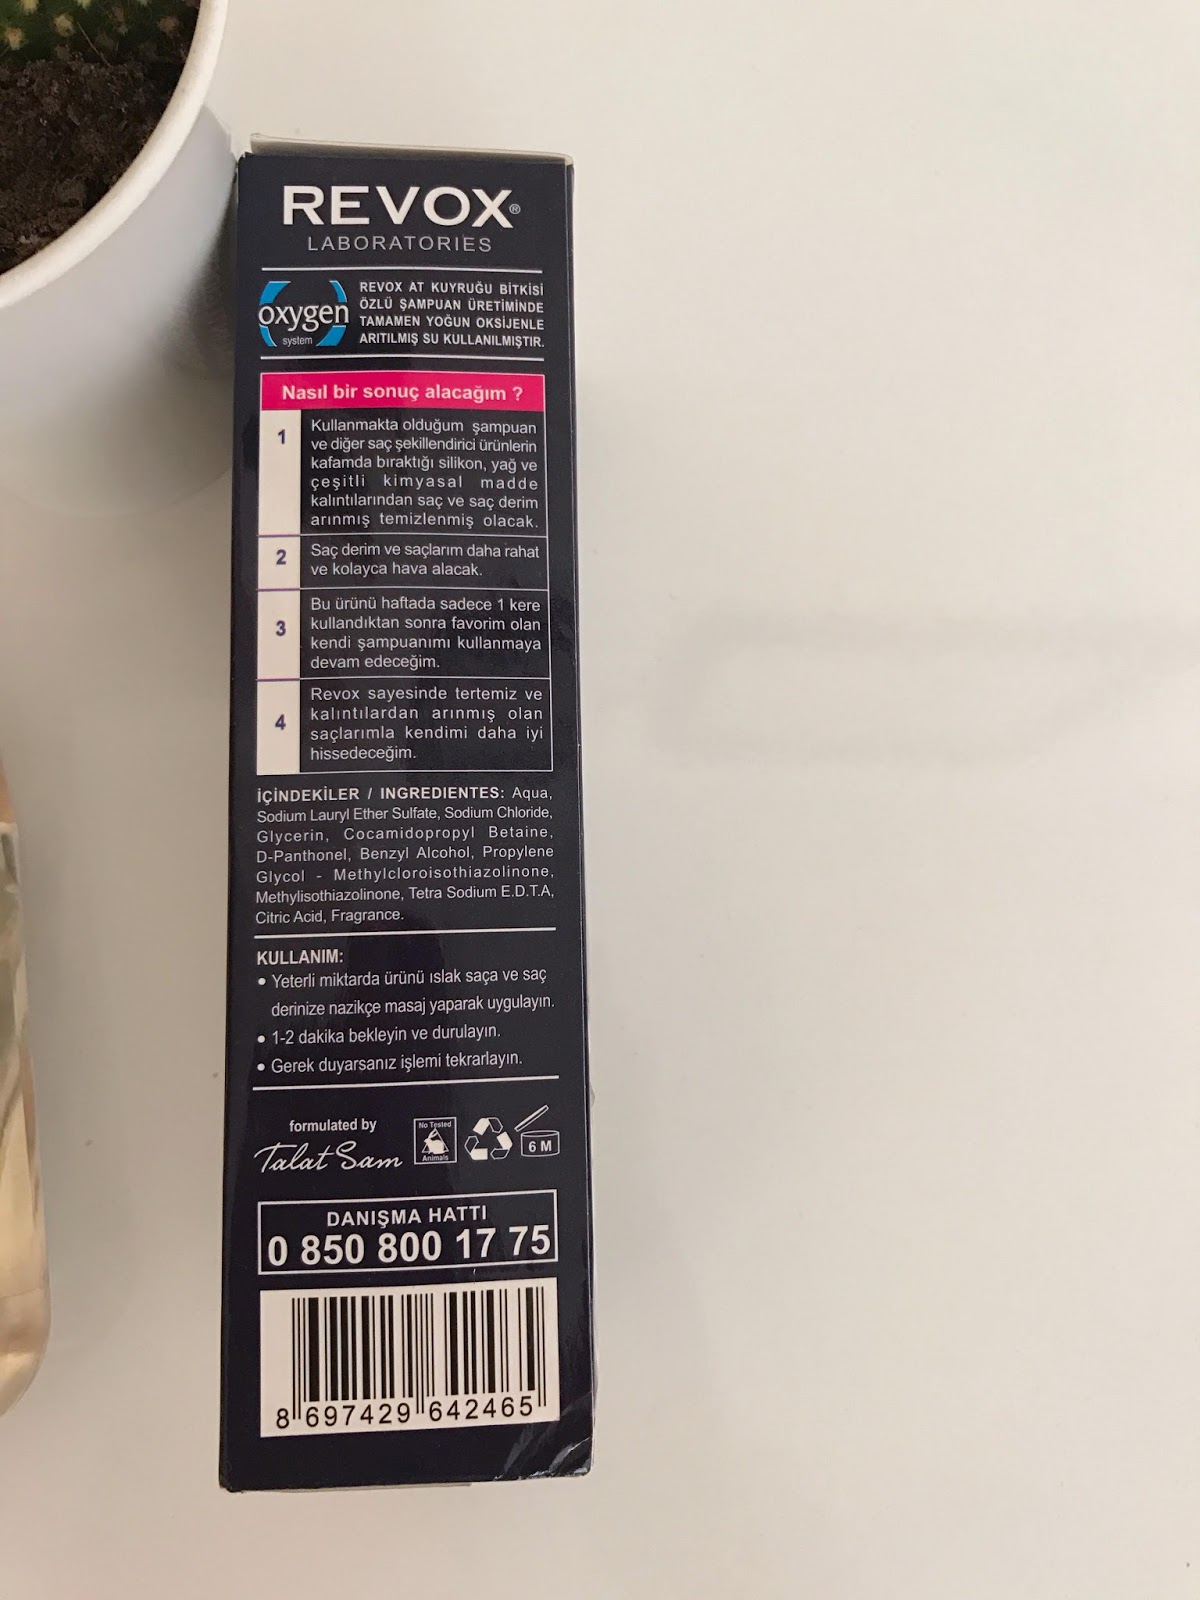 REVOX®
LABORATORIES
oxygen
system
REVOX AT KUYRUĞU BİTKİSİ
ÖZLÜ ŞAMPUAN ÜRETİMİNDE
TAMAMEN YOĞUN OKSİJENLE
ARITILMIŞ SU KULLANILMIŞTIR.
Nasıl bir sonuç alacağım ?
1
Kullanmakta olduğum şampuan
ve diğer saç şekillendirici ürünlerin
kafamda bıraktığı silikon, yağ ve
çeşitli kimyasal madde
kalıntılarından saç ve saç derim
arınmış temizlenmiş olacak.
2
Saç derim ve saçlarım daha rahat
ve kolayca hava alacak.
3
Bu ürünü haftada sadece 1 kere
kullandıktan sonra favorim olan
kendi şampuanımı kullanmaya
devam edeceğim.
4
Revox sayesinde tertemiz ve
kalıntılardan arınmış olan
saçlarımla kendimi daha iyi
hissedeceğim.
İÇİNDEKİLER / INGREDIENTES: Aqua,
Sodium Lauryl Ether Sulfate, Sodium Chloride,
Glycerin, Cocamidopropyl Betaine,
D-Panthonel, Benzyl Alcohol, Propylene
Glycol - Methylcloroisothiazolinone,
Methylisothiazolinone, Tetra Sodium E.D.T.A,
Citric Acid, Fragrance.
KULLANIM:
• Yeterli miktarda ürünü ıslak saça ve saç
derinize nazikçe masaj yaparak uygulayın.
• 1-2 dakika bekleyin ve durulayın.
• Gerek duyarsanız işlemi tekrarlayın.
formulated by
Talat Sam
No Tested
Animals
6 M
DANIŞMA HATTI
0 850 800 17 75
8 697429 642465